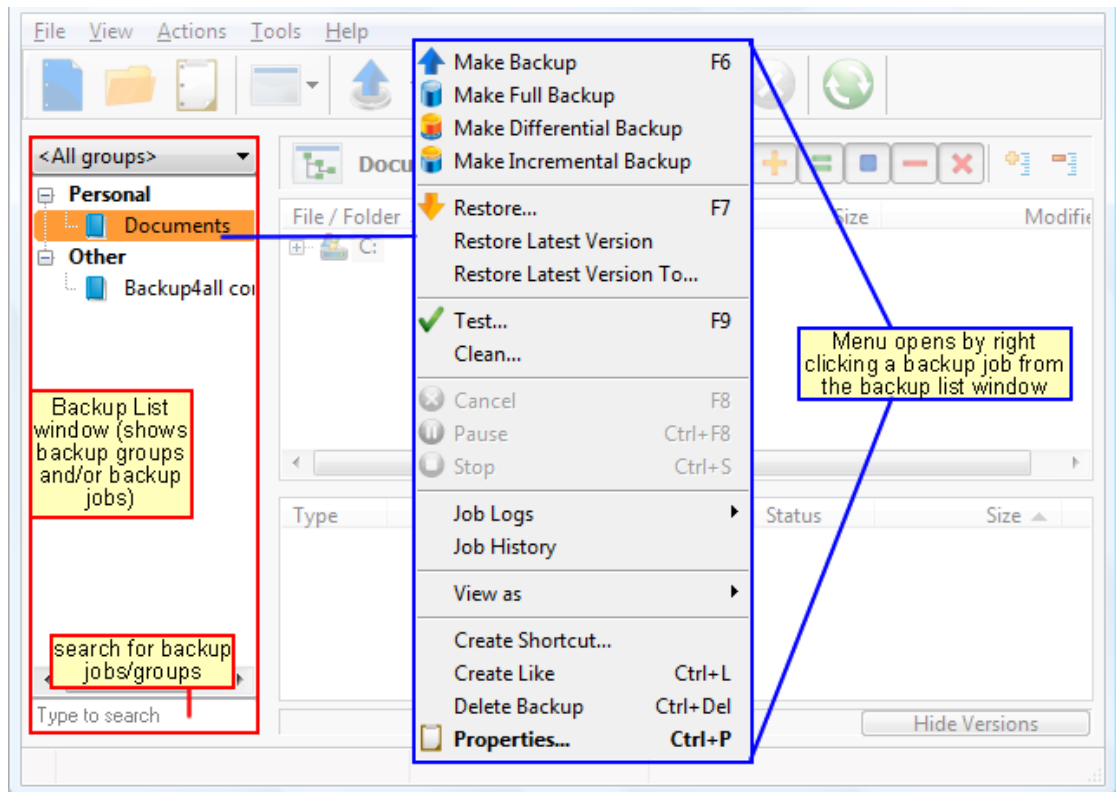 File View Actions Tools Help
<All groups>
Personal
Documents
Other
Backup4all
Backup List
window (shows
backup groups
and/or backup
jobs)
search for backup
jobs/groups
Type to search
Make Backup F6
Make Full Backup
Make Differential Backup
Make Incremental Backup
Restore... F7
Restore Latest Version
Restore Latest Version To...
Test... F9
Clean...
Cancel F8
Pause Ctrl+F8
Stop Ctrl+S
Job Logs
Job History
View as
Create Shortcut...
Create Like Ctrl+L
Delete Backup Ctrl+Del
Properties... Ctrl+P
Docu
File / Folder Size Modifie
C:
Menu opens by right
clicking a backup job from
the backup list window
Type Status Size
Hide Versions